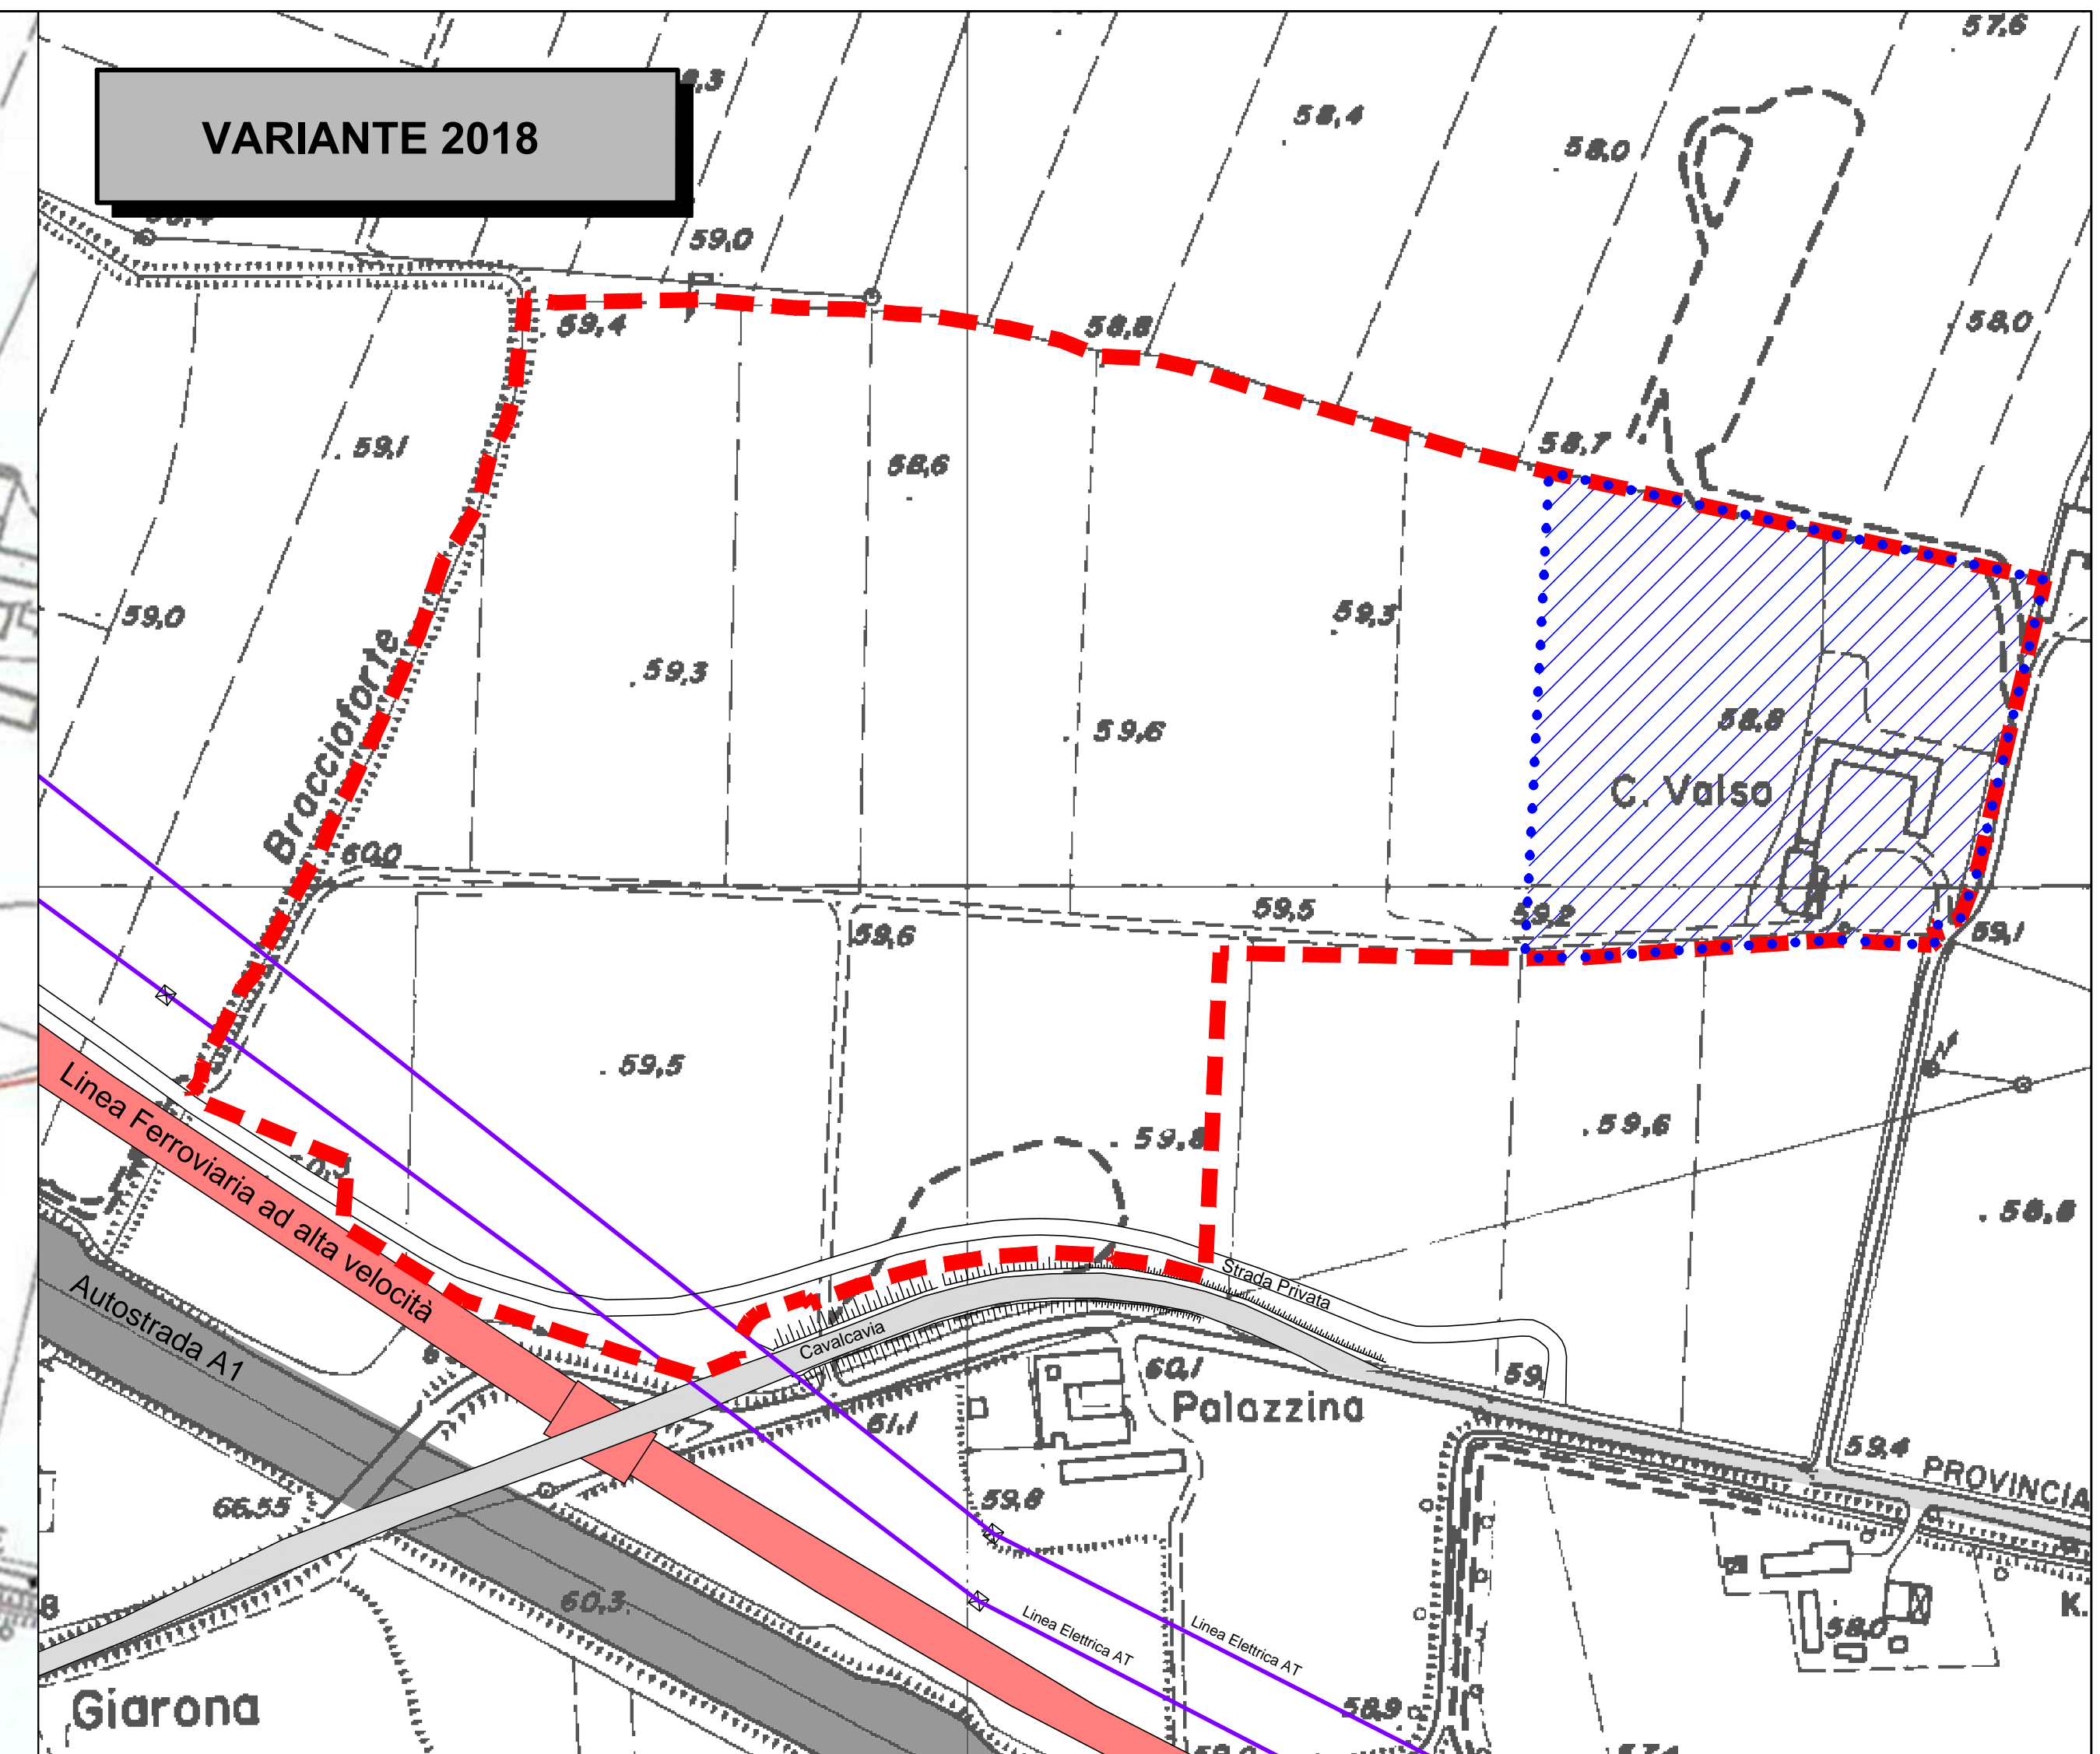 57,6
VARIANTE 2018
58,4
58,0
59,0
58,0
59,4
58,8
59,1
58,7
58,6
59,0
59,3
59,3
59,6
58,8
C. Valsa
Braccioforte
60,0
59,5
59,2
59,6
59,1
59,5
59,8
59,6
58,8
Linea Ferroviaria ad alta velocità
Strada Privata
Autostrada A1
Cavalcavia
60,1
59,
Palazzina
61,1
59,4
PROVINCIA
66,55
59,8
60,3
Linea Elettrica AT
Linea Elettrica AT
58,0
K.
Giarona
58,9